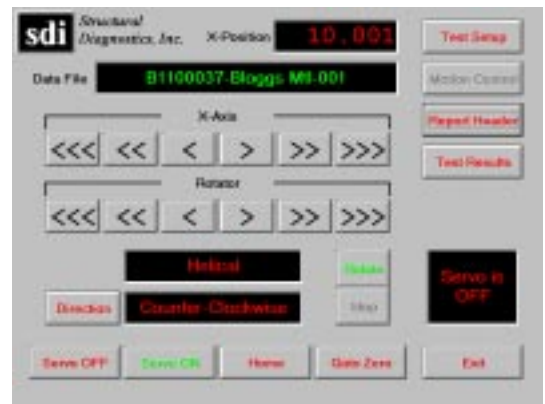 sdi Structural Diagnostics, Inc.
X-Position 10.001
Test Setup
Data File B1100037-Bloggs Mfl-001
Motion Control
X-Axis
Report Header
<<< << < > >> >>>
Test Results
Rotator
<<< << < > >> >>>
Helical
Rotate
Servo is OFF
Direction Counter-Clockwise
Stop
Servo OFF Servo ON Home Goto Zero Exit